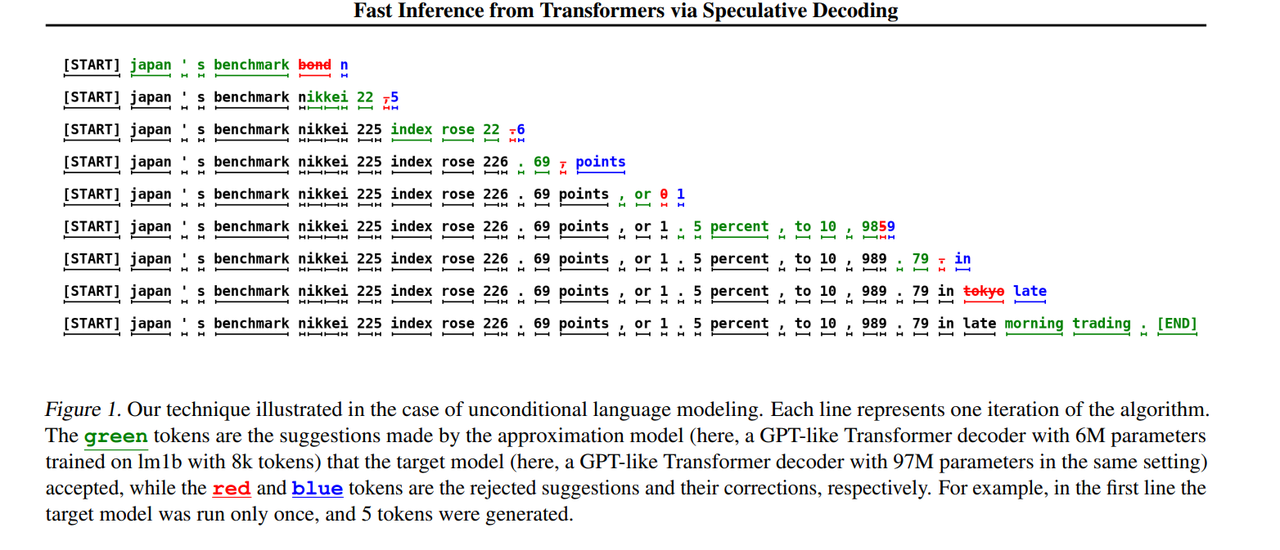 Fast Inference from Transformers via Speculative Decoding
[START] japan ' s benchmark bond n
[START] japan ' s benchmark nikkei 22 , 5
[START] japan ' s benchmark nikkei 225 index rose 22 , 6
[START] japan ' s benchmark nikkei 225 index rose 226 . 69 , points
[START] japan ' s benchmark nikkei 225 index rose 226 . 69 points , or 0 1
[START] japan ' s benchmark nikkei 225 index rose 226 . 69 points , or 1 . 5 percent , to 10 , 9859
[START] japan ' s benchmark nikkei 225 index rose 226 . 69 points , or 1 . 5 percent , to 10 , 989 . 79 . in
[START] japan ' s benchmark nikkei 225 index rose 226 . 69 points , or 1 . 5 percent , to 10 , 989 . 79 in tokyo late
[START] japan ' s benchmark nikkei 225 index rose 226 . 69 points , or 1 . 5 percent , to 10 , 989 . 79 in late morning trading . [END]
Figure 1. Our technique illustrated in the case of unconditional language modeling. Each line represents one iteration of the algorithm.
The green tokens are the suggestions made by the approximation model (here, a GPT-like Transformer decoder with 6M parameters
trained on lm1b with 8k tokens) that the target model (here, a GPT-like Transformer decoder with 97M parameters in the same setting)
accepted, while the red and blue tokens are the rejected suggestions and their corrections, respectively. For example, in the first line the
target model was run only once, and 5 tokens were generated.